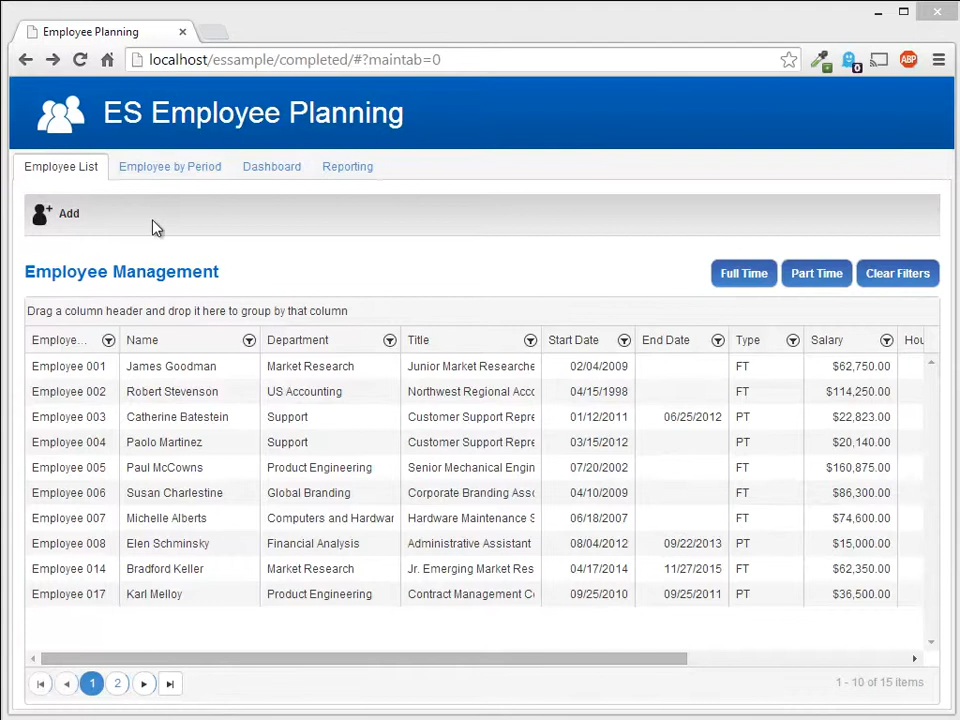 Employee Planning
localhost/essample/completed/#?maintab=0
0
ABP
ES Employee Planning
Employee List Employee by Period Dashboard Reporting
Add
Employee Management
Full Time Part Time Clear Filters
Drag a column header and drop it here to group by that column
Employe... Name Department Title Start Date End Date Type Salary Hou
Employee 001 James Goodman Market Research Junior Market Researche 02/04/2009 FT $62,750.00
Employee 002 Robert Stevenson US Accounting Northwest Regional Acc 04/15/1998 FT $114,250.00
Employee 003 Catherine Batestein Support Customer Support Repre 01/12/2011 06/25/2012 PT $22,823.00
Employee 004 Paolo Martinez Support Customer Support Repre 03/15/2012 PT $20,140.00
Employee 005 Paul McCowns Product Engineering Senior Mechanical Engin 07/20/2002 FT $160,875.00
Employee 006 Susan Charlestine Global Branding Corporate Branding Asso 04/10/2009 FT $86,300.00
Employee 007 Michelle Alberts Computers and Hardwar Hardware Maintenance S 06/18/2007 FT $74,600.00
Employee 008 Elen Schminsky Financial Analysis Administrative Assistant 08/04/2012 09/22/2013 PT $15,000.00
Employee 014 Bradford Keller Market Research Jr. Emerging Market Res 04/17/2014 11/27/2015 FT $62,350.00
Employee 017 Karl Melloy Product Engineering Contract Management Co 09/25/2010 09/25/2011 PT $36,500.00
1 2 1 - 10 of 15 items